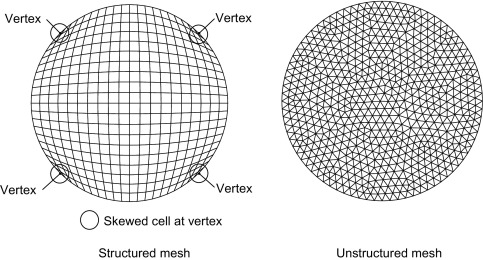 Vertex
Vertex
Vertex
Vertex
Skewed cell at vertex
Structured mesh
Unstructured mesh